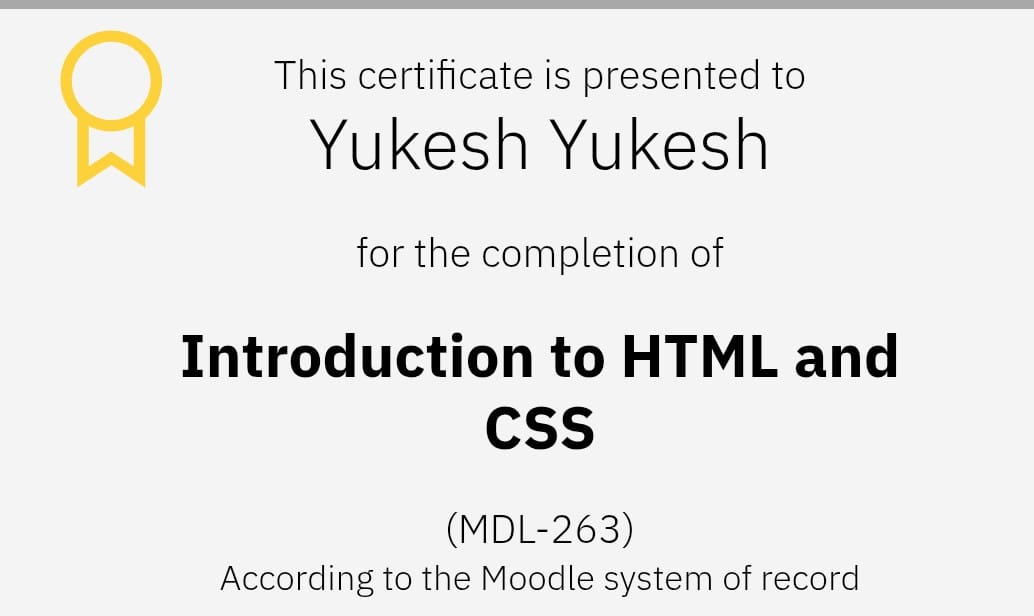 This certificate is presented to
Yukesh Yukesh
for the completion of
Introduction to HTML and
CSS
(MDL-263)
According to the Moodle system of record